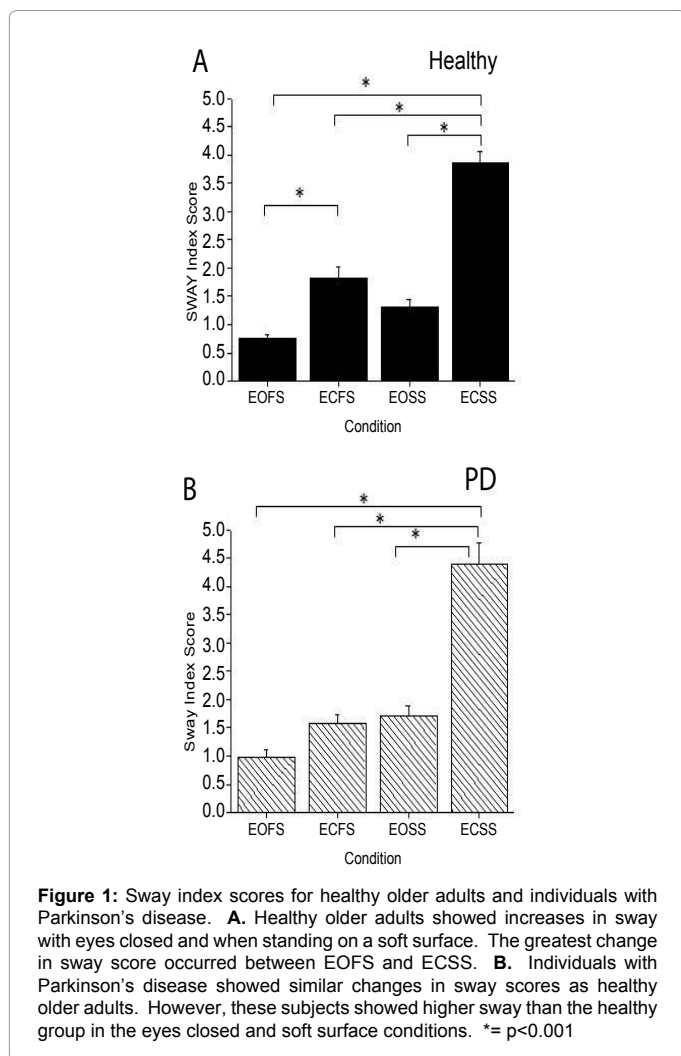 A
Healthy
*
*
*
*
SWAY Index Score
5.0
4.5
4.0
3.5
3.0
2.5
2.0
1.5
1.0
0.5
0.0
EOFS ECFS EOSS ECSS
Condition
B
PD
*
*
*
Sway Index Score
5.0
4.5
4.0
3.5
3.0
2.5
2.0
1.5
1.0
0.5
0.0
EOFS ECFS EOSS ECSS
Condition
Figure 1: Sway index scores for healthy older adults and individuals with
Parkinson's disease. A. Healthy older adults showed increases in sway
with eyes closed and when standing on a soft surface. The greatest change
in sway score occurred between EOFS and ECSS. B. Individuals with
Parkinson's disease showed similar changes in sway scores as healthy
older adults. However, these subjects showed higher sway than the healthy
group in the eyes closed and soft surface conditions. *= p<0.001